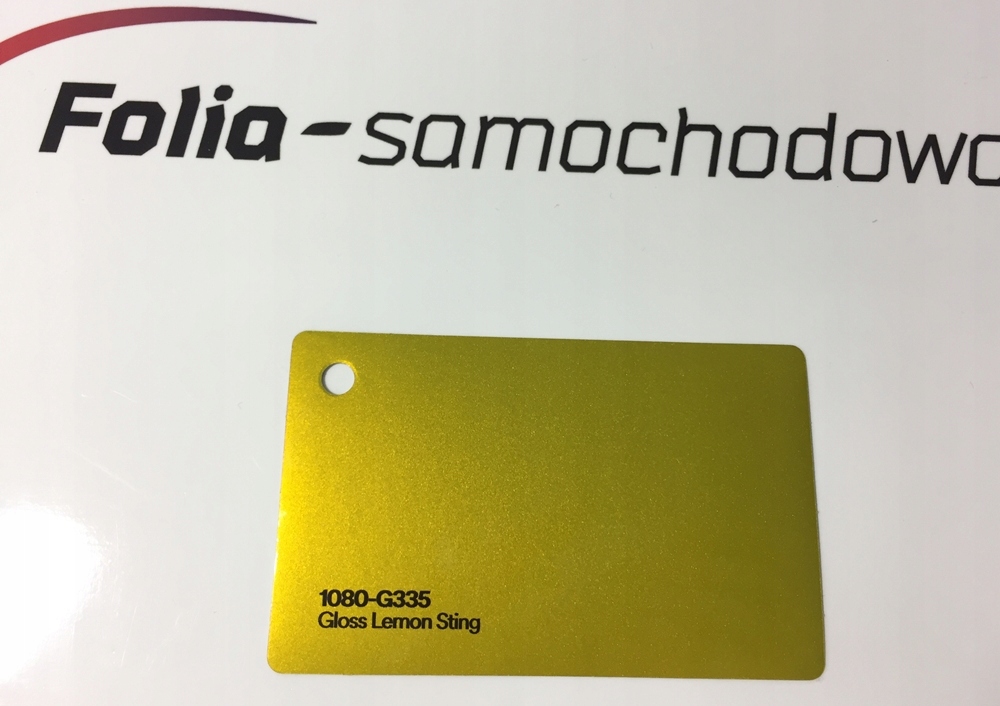 Folia-samochodowa
1080-G335
Gloss Lemon Sting